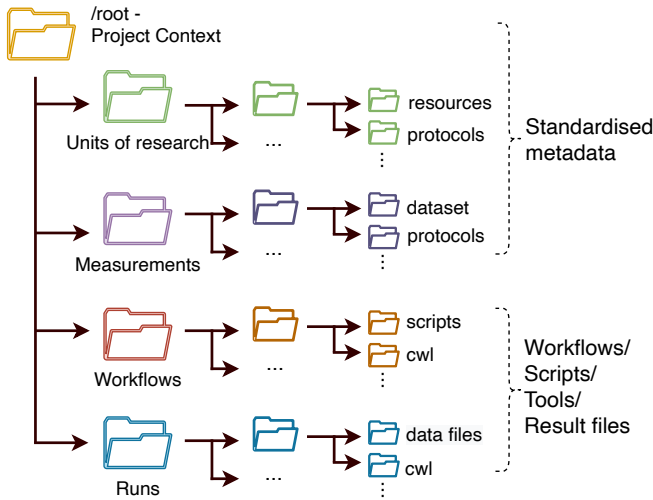 /root -
Project Context
resources
Units of research
...
protocols
⋮
Standardised
metadata
dataset
Measurements
...
protocols
⋮
scripts
Workflows
...
cwl
⋮
Workflows/
Scripts/
Tools/
Result files
data files
Runs
...
cwl
⋮